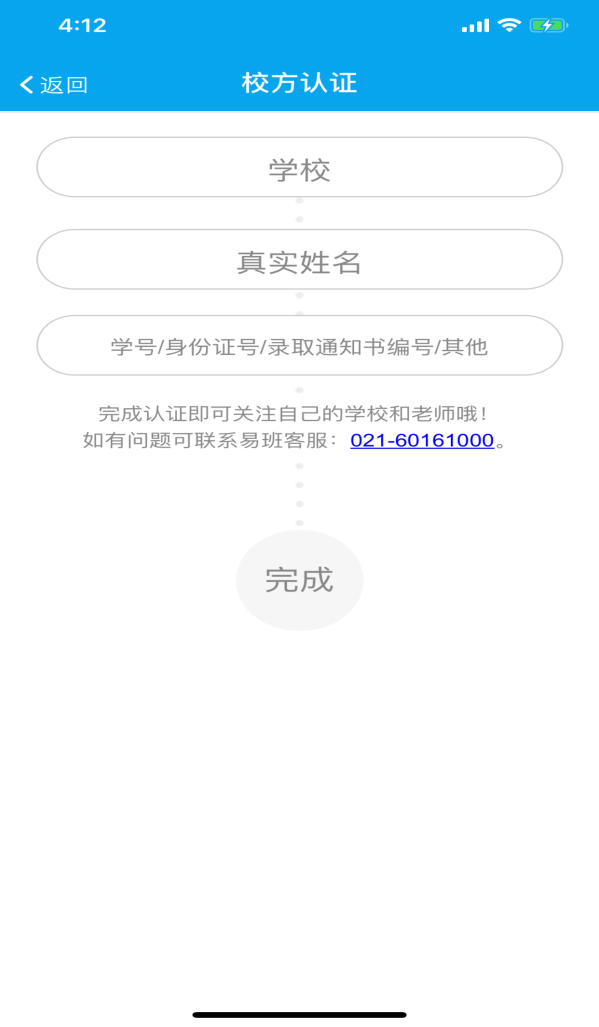 4:12
返回
校方认证
学校
真实姓名
学号/身份证号/录取通知书编号/其他
完成认证即可关注自己的学校和老师哦！
如有问题可联系易班客服：021-60161000。
完成